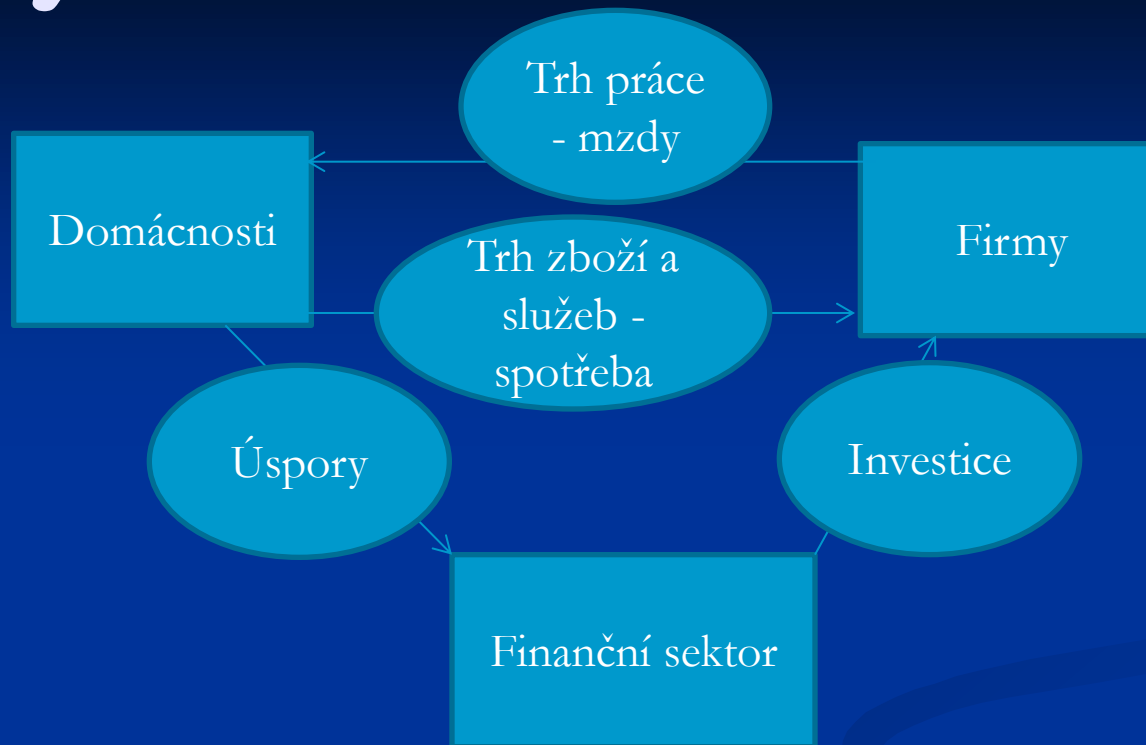 Trh práce
- mzdy
Domácnosti
Firmy
Trh zboží a
služeb -
spotřeba
Úspory
Investice
Finanční sektor